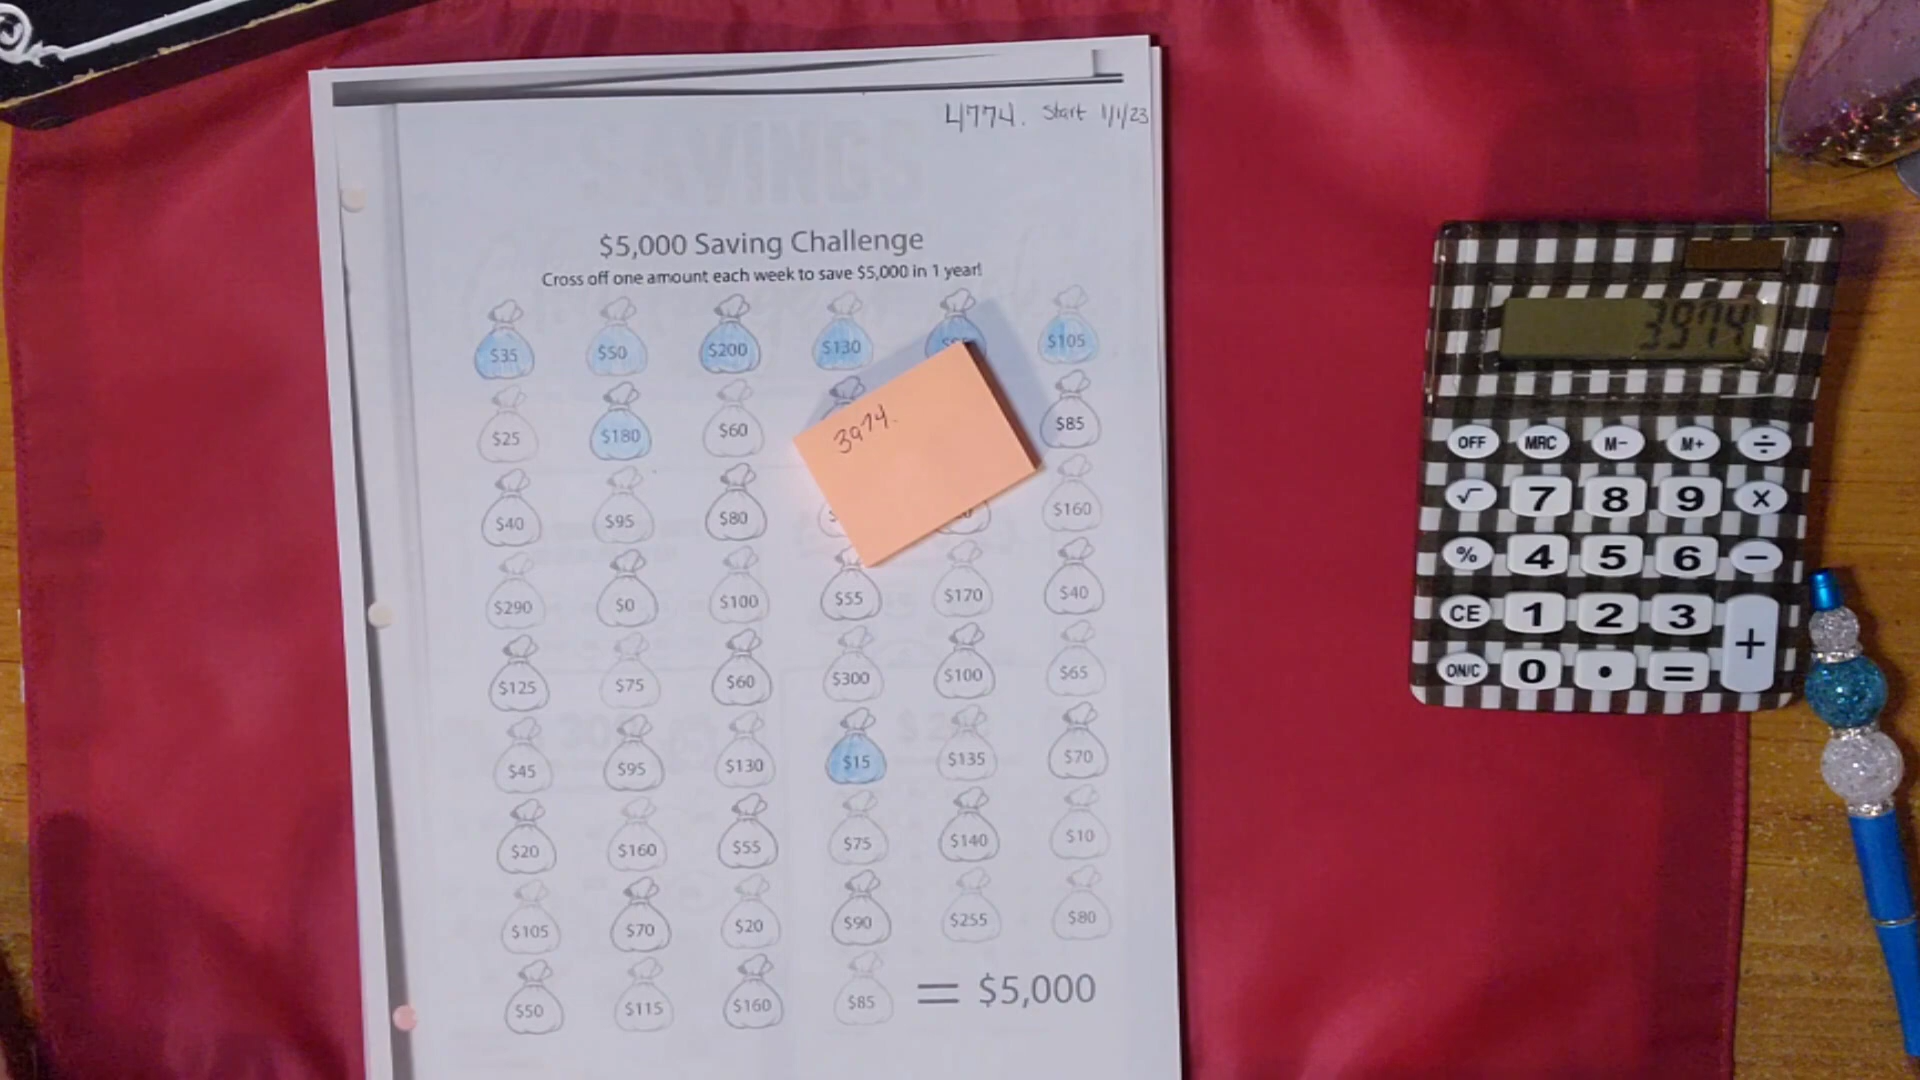 4774. Start 1/1/23
$5,000 Saving Challenge
Cross off one amount each week to save $5,000 in 1 year!
$35 $50 $200 $130 $105
$25 $180 $60 $85
3974.
$40 $95 $80 $160
$290 $0 $100 $55 $170 $40
$125 $75 $60 $300 $100 $65
$45 $95 $130 $15 $135 $70
$20 $160 $55 $75 $140 $10
$105 $70 $20 $90 $255 $80
$50 $115 $160 $85 = $5,000
3974
OFF MRC M- M+ ÷
√ 7 8 9 X
% 4 5 6 −
CE 1 2 3 +
ON/C 0 • =